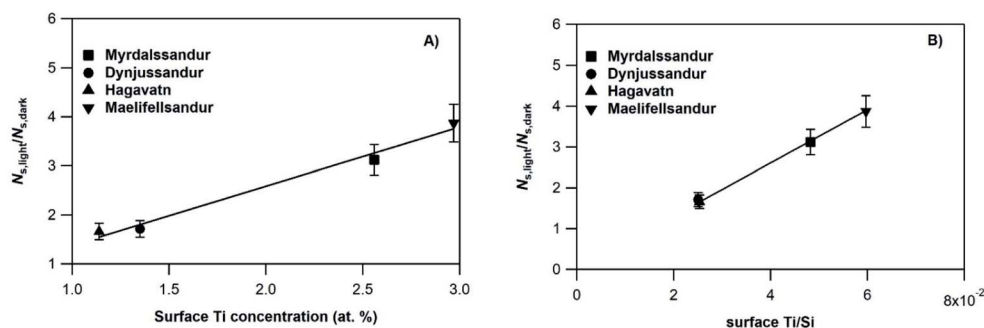 6
A)
Myrdalssandur
5
Dynjussandur
Hagavatn
Maelifellsandur
4
3
2
1
0
Ns,light/Ns,dark
1.0 1.5 2.0 2.5 3.0
Surface Ti concentration (at. %)
6
B)
Myrdalssandur
5
Dynjussandur
Hagavatn
Maelifellsandur
4
3
2
1
0
Ns,light/Ns,dark
0 2 4 6 8x10⁻²
surface Ti/Si